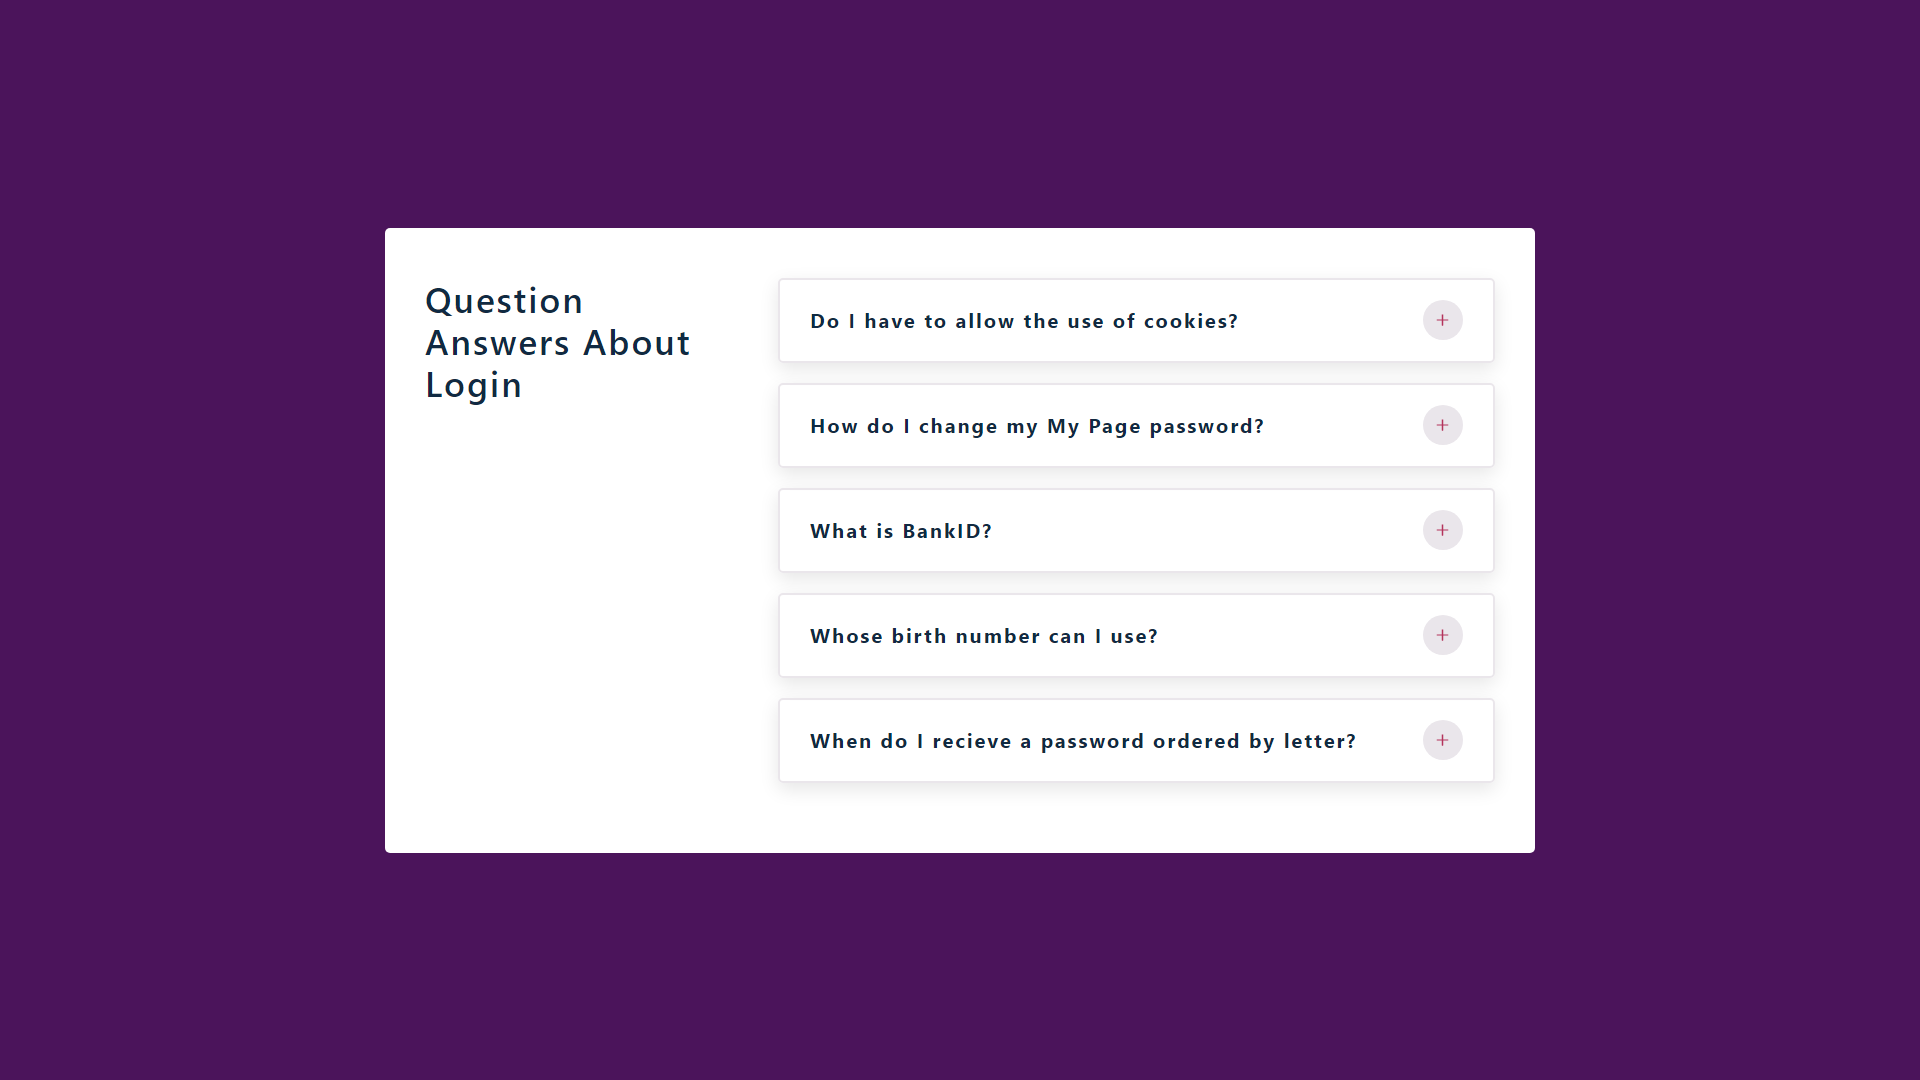 Question
Answers About
Login
Do I have to allow the use of cookies?
How do I change my My Page password?
What is BankID?
Whose birth number can I use?
When do I recieve a password ordered by letter?